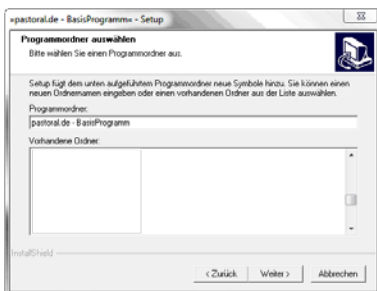 »pastoral.de - BasisProgramm« - Setup
Programmordner auswählen
Bitte wählen Sie einen Programmordner aus.
Setup fügt dem unten aufgeführtem Programmordner neue Symbole hinzu. Sie können einen
neuen Ordnernamen eingeben oder einen vorhandenen Ordner aus der Liste auswählen.
Programmordner:
pastoral.de - BasisProgramm
Vorhandene Ordner:
InstallShield
< Zurück Weiter > Abbrechen